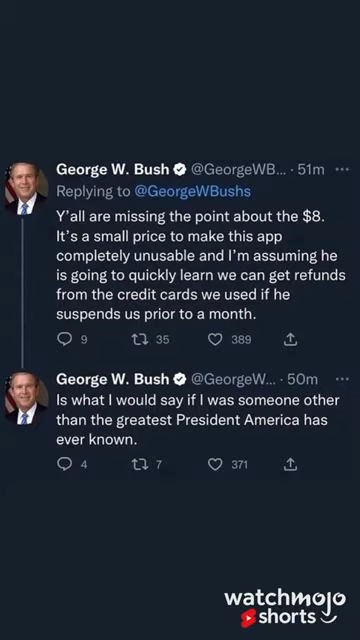 George W. Bush @GeorgeWB... · 51m
Replying to @GeorgeWBushs
Y'all are missing the point about the $8.
It's a small price to make this app
completely unusable and I'm assuming he
is going to quickly learn we can get refunds
from the credit cards we used if he
suspends us prior to a month.
9 35 389
George W. Bush @GeorgeW... · 50m
Is what I would say if I was someone other
than the greatest President America has
ever known.
4 7 371
watchmojo
shorts